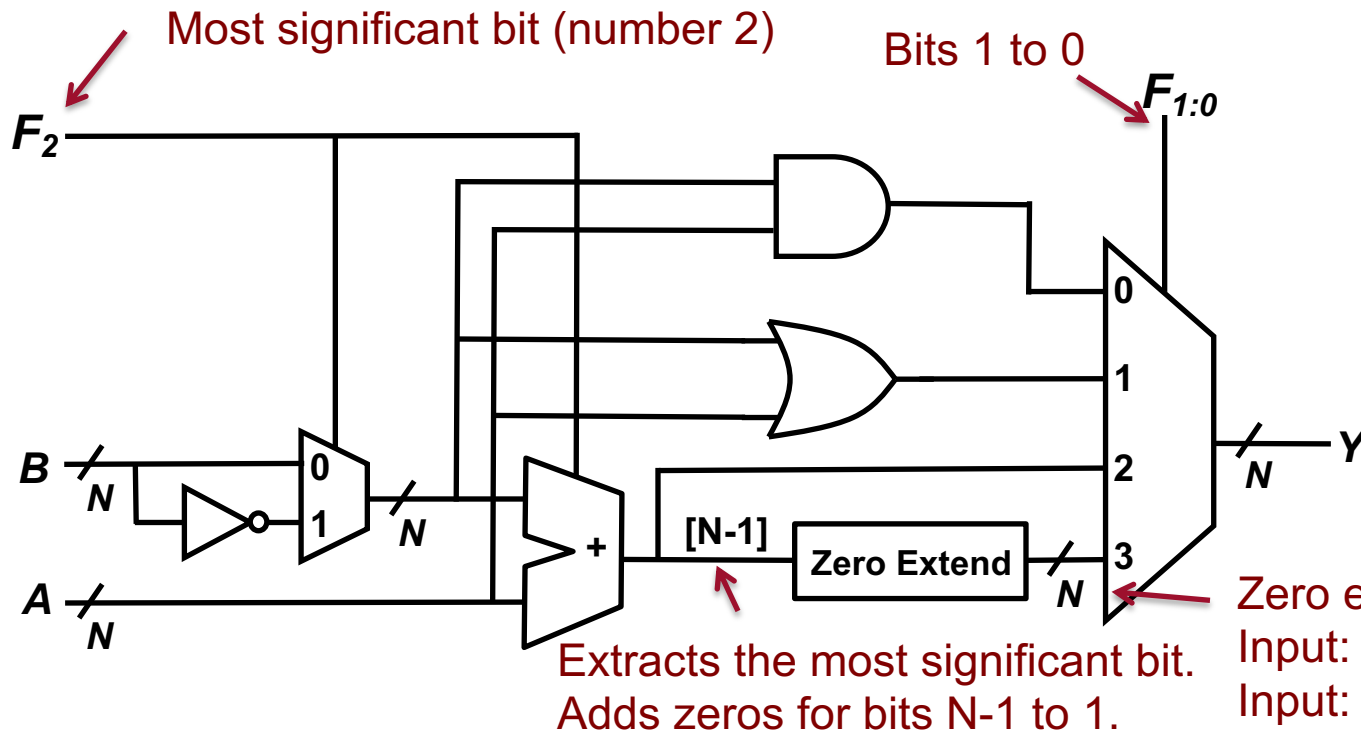 Most significant bit (number 2)
Bits 1 to 0
F1:0
F2
0
1
B
N
0
1
N
2
Y
N
[N-1]
+
Zero Extend
N
3
A
N
Zero e
Extracts the most significant bit.
Input:
Adds zeros for bits N-1 to 1.
Input: